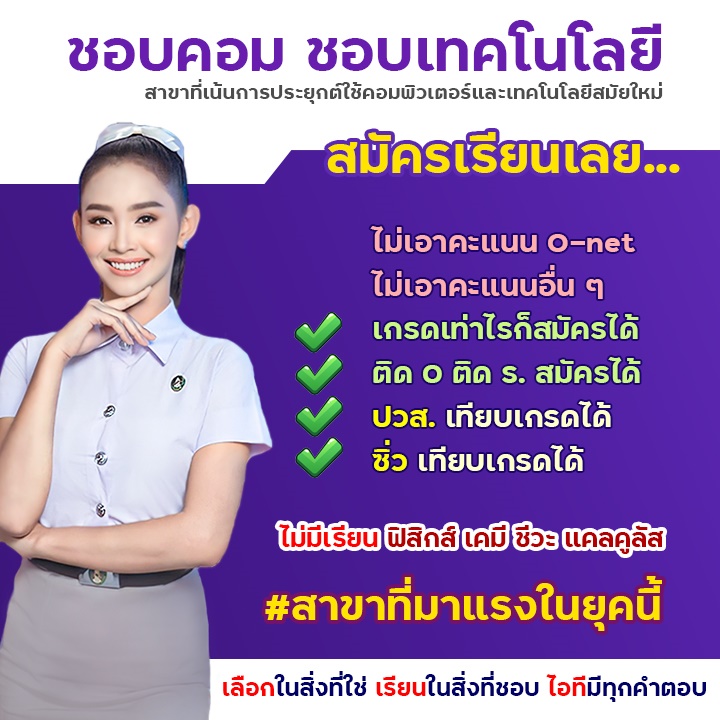 ชอบคอม ชอบเทคโนโลยี
สาขาที่เน้นการประยุกต์ใช้คอมพิวเตอร์และเทคโนโลยีสมัยใหม่
สมัครเรียนเลย...
ไม่เอาคะแนน O-net
ไม่เอาคะแนนอื่น ๆ
เกรดเท่าไรก็สมัครได้
ติด 0 ติด ร. สมัครได้
ปวส. เทียบเกรดได้
ซิ่ว เทียบเกรดได้
ไม่มีเรียน ฟิสิกส์ เคมี ชีวะ แคลคูลัส
#สาขาที่มาแรงในยุคนี้
เลือกในสิ่งที่ใช่ เรียนในสิ่งที่ชอบ ไอทีมีทุกคำตอบ